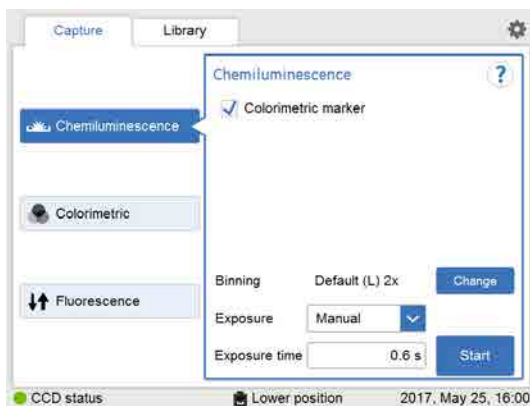 Capture
Library
Chemiluminescence
?
Colorimetric marker
Chemiluminescence
Colorimetric
Fluorescence
Binning Default (L) 2x Change
Exposure Manual
Exposure time 0.6 s Start
CCD status Lower position 2017, May 25, 16:00